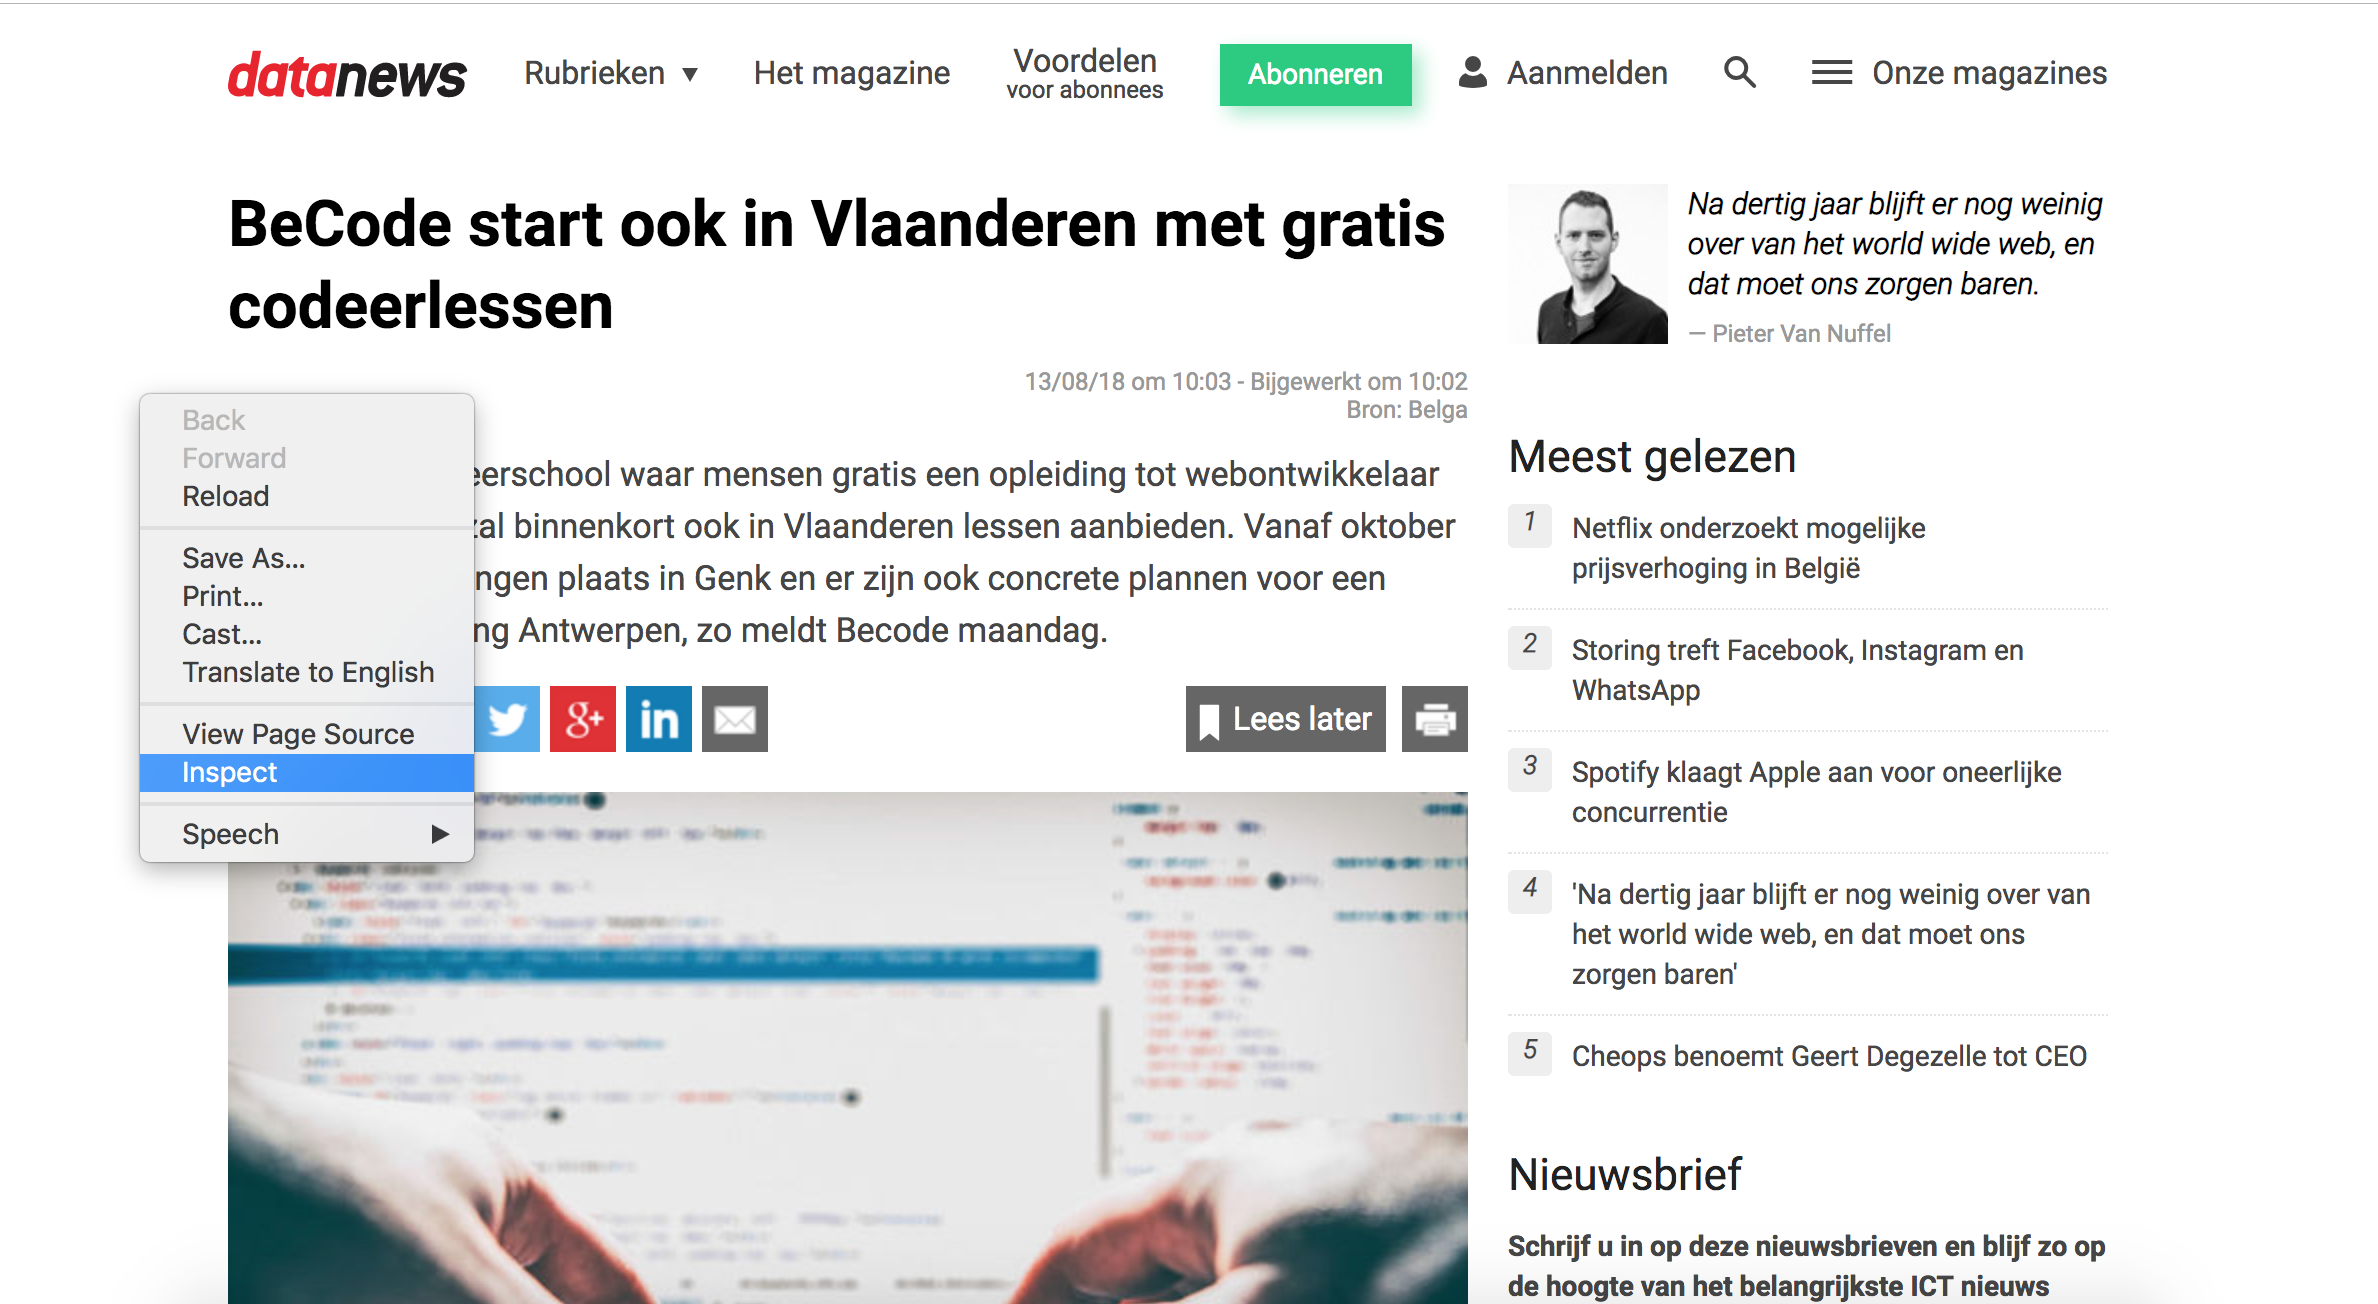 datanews
Rubrieken ▼
Het magazine
Voordelen
voor abonnees
Abonneren
Aanmelden
Onze magazines
BeCode start ook in Vlaanderen met gratis
codeerlessen
13/08/18 om 10:03 - Bijgewerkt om 10:02
Bron: Belga
eerschool waar mensen gratis een opleiding tot webontwikkelaar
zal binnenkort ook in Vlaanderen lessen aanbieden. Vanaf oktober
ngen plaats in Genk en er zijn ook concrete plannen voor een
ng Antwerpen, zo meldt Becode maandag.
Back
Forward
Reload
Save As...
Print...
Cast...
Translate to English
View Page Source
Inspect
Speech
g+
in
Lees later
Na dertig jaar blijft er nog weinig
over van het world wide web, en
dat moet ons zorgen baren.
— Pieter Van Nuffel
Meest gelezen
1 Netflix onderzoekt mogelijke
prijsverhoging in België
2 Storing treft Facebook, Instagram en
WhatsApp
3 Spotify klaagt Apple aan voor oneerlijke
concurrentie
4 'Na dertig jaar blijft er nog weinig over van
het world wide web, en dat moet ons
zorgen baren'
5 Cheops benoemt Geert Degezelle tot CEO
Nieuwsbrief
Schrijf u in op deze nieuwsbrieven en blijf zo op
de hoogte van het belangrijkste ICT nieuws